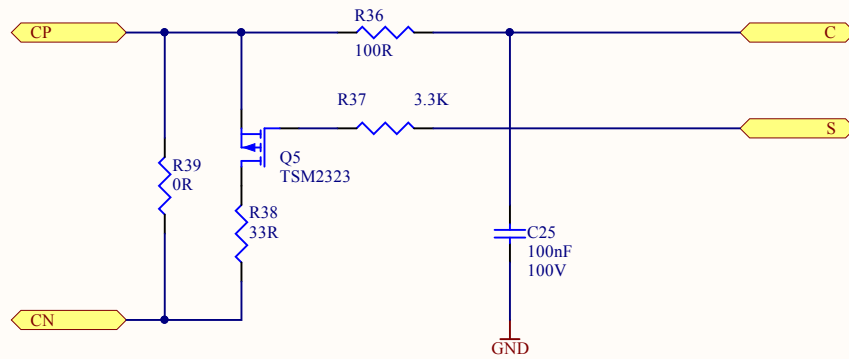 R36
CP
C
100R
R37 3.3K
S
Q5
TSM2323
R39
0R
R38
33R
C25
100nF
100V
CN
GND